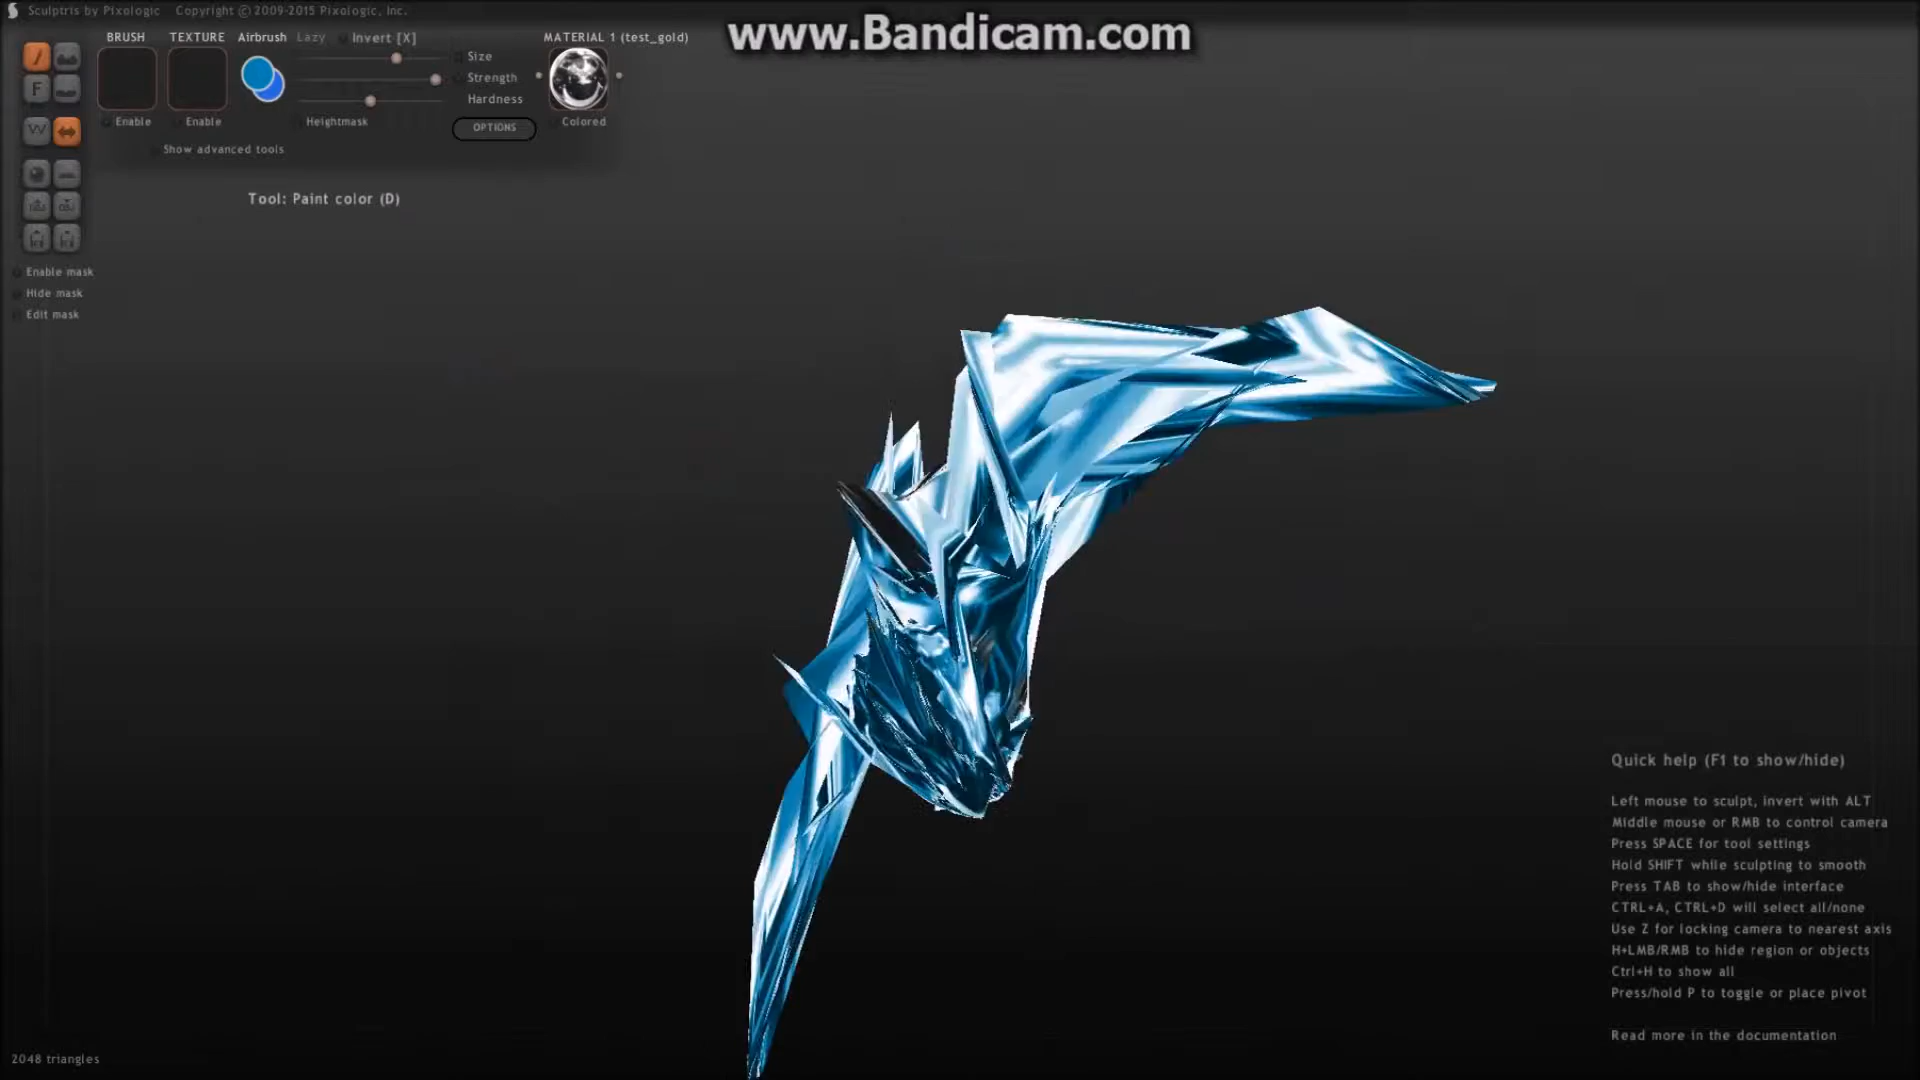 Sculptris by Pixologic Copyright © 2009-2015 Pixologic, Inc.
www.Bandicam.com
BRUSH TEXTURE Airbrush Lazy Invert [X] MATERIAL 1 (test_gold)
Size
Strength
Hardness
Enable Enable Heightmask OPTIONS Colored
Show advanced tools
Tool: Paint color (D)
F
W
Enable mask
Hide mask
Edit mask
Quick help (F1 to show/hide)
Left mouse to sculpt, invert with ALT
Middle mouse or RMB to control camera
Press SPACE for tool settings
Hold SHIFT while sculpting to smooth
Press TAB to show/hide interface
CTRL+A, CTRL+D will select all/none
Use Z for locking camera to nearest axis
H+LMB/RMB to hide region or objects
Ctrl+H to show all
Press/hold P to toggle or place pivot
Read more in the documentation
2048 triangles